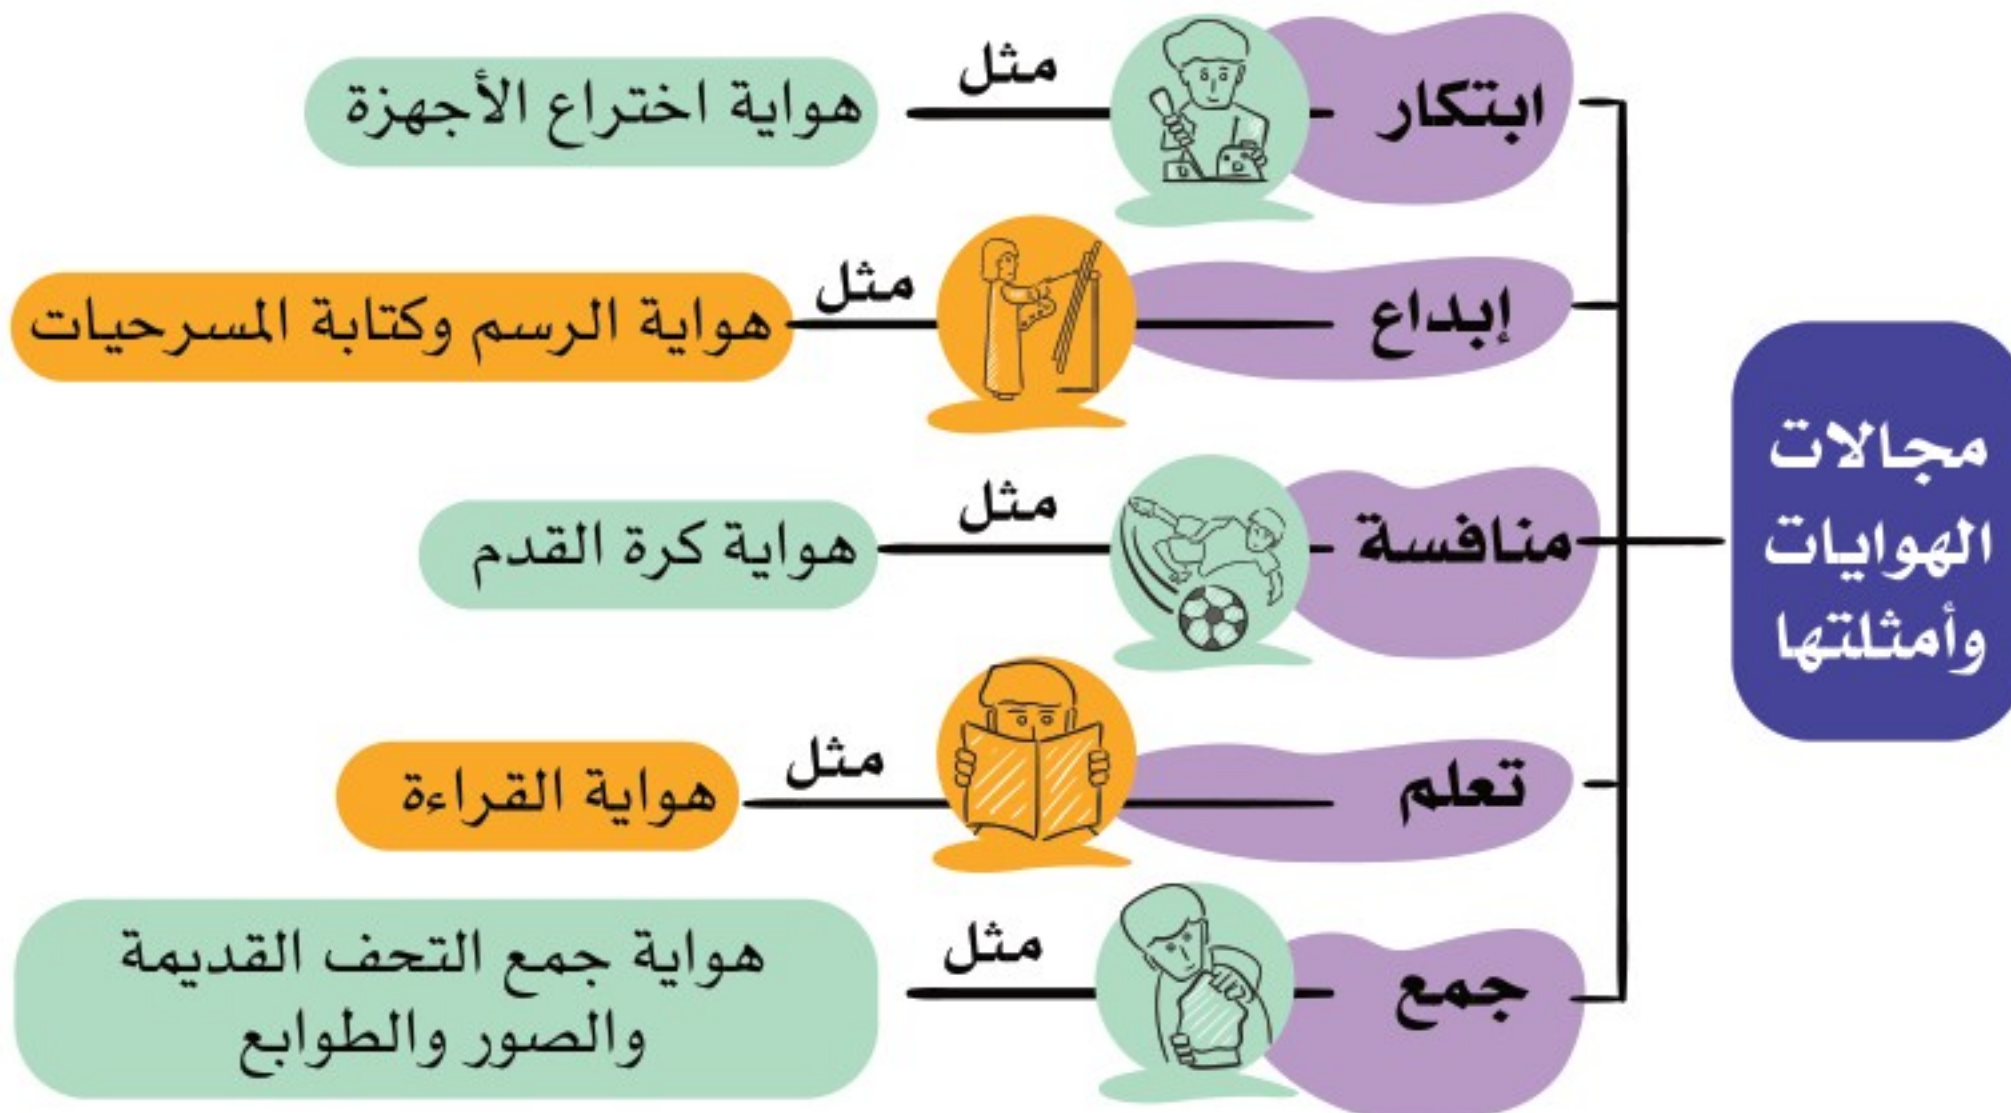 مجالات
الهوايات
وأمثلتها
ابتكار
مثل
هواية اختراع الأجهزة
إبداع
مثل
هواية الرسم وكتابة المسرحيات
منافسة
مثل
هواية كرة القدم
تعلم
مثل
هواية القراءة
جمع
مثل
هواية جمع التحف القديمة
والصور والطوابع